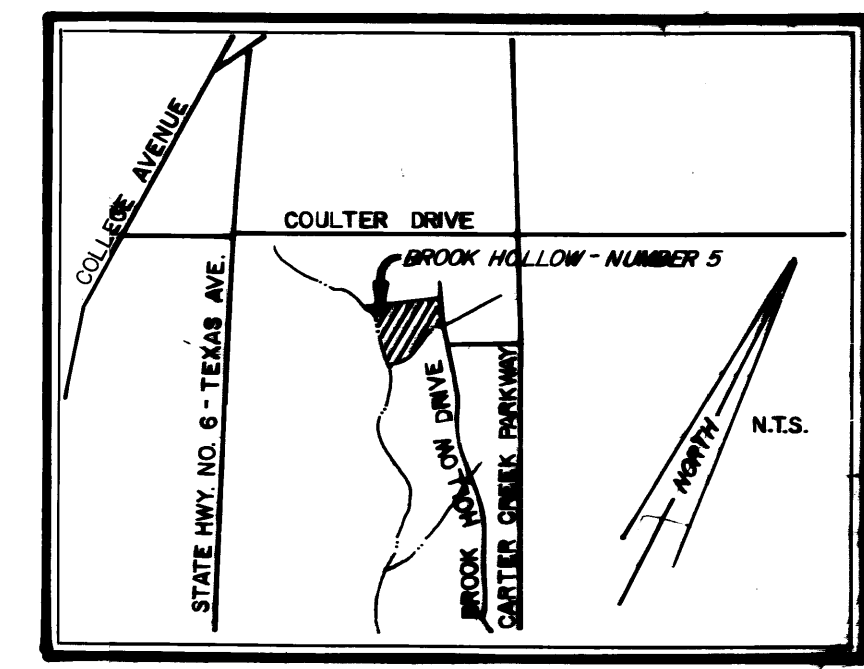 COLLEGE AVENUE
COULTER DRIVE
BROOK HOLLOW - NUMBER 5
STATE HWY. NO. 6 - TEXAS AVE.
BROOK HOLLOW DRIVE
CARTER CREEK PARKWAY
NORTH
N.T.S.